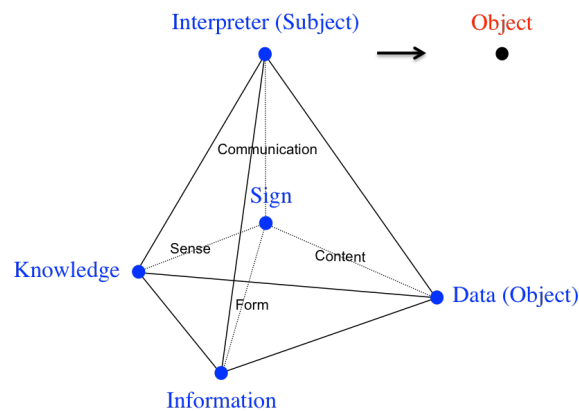 Interpreter (Subject)
Object
Communication
Sign
Sense
Content
Knowledge
Data (Object)
Form
Information